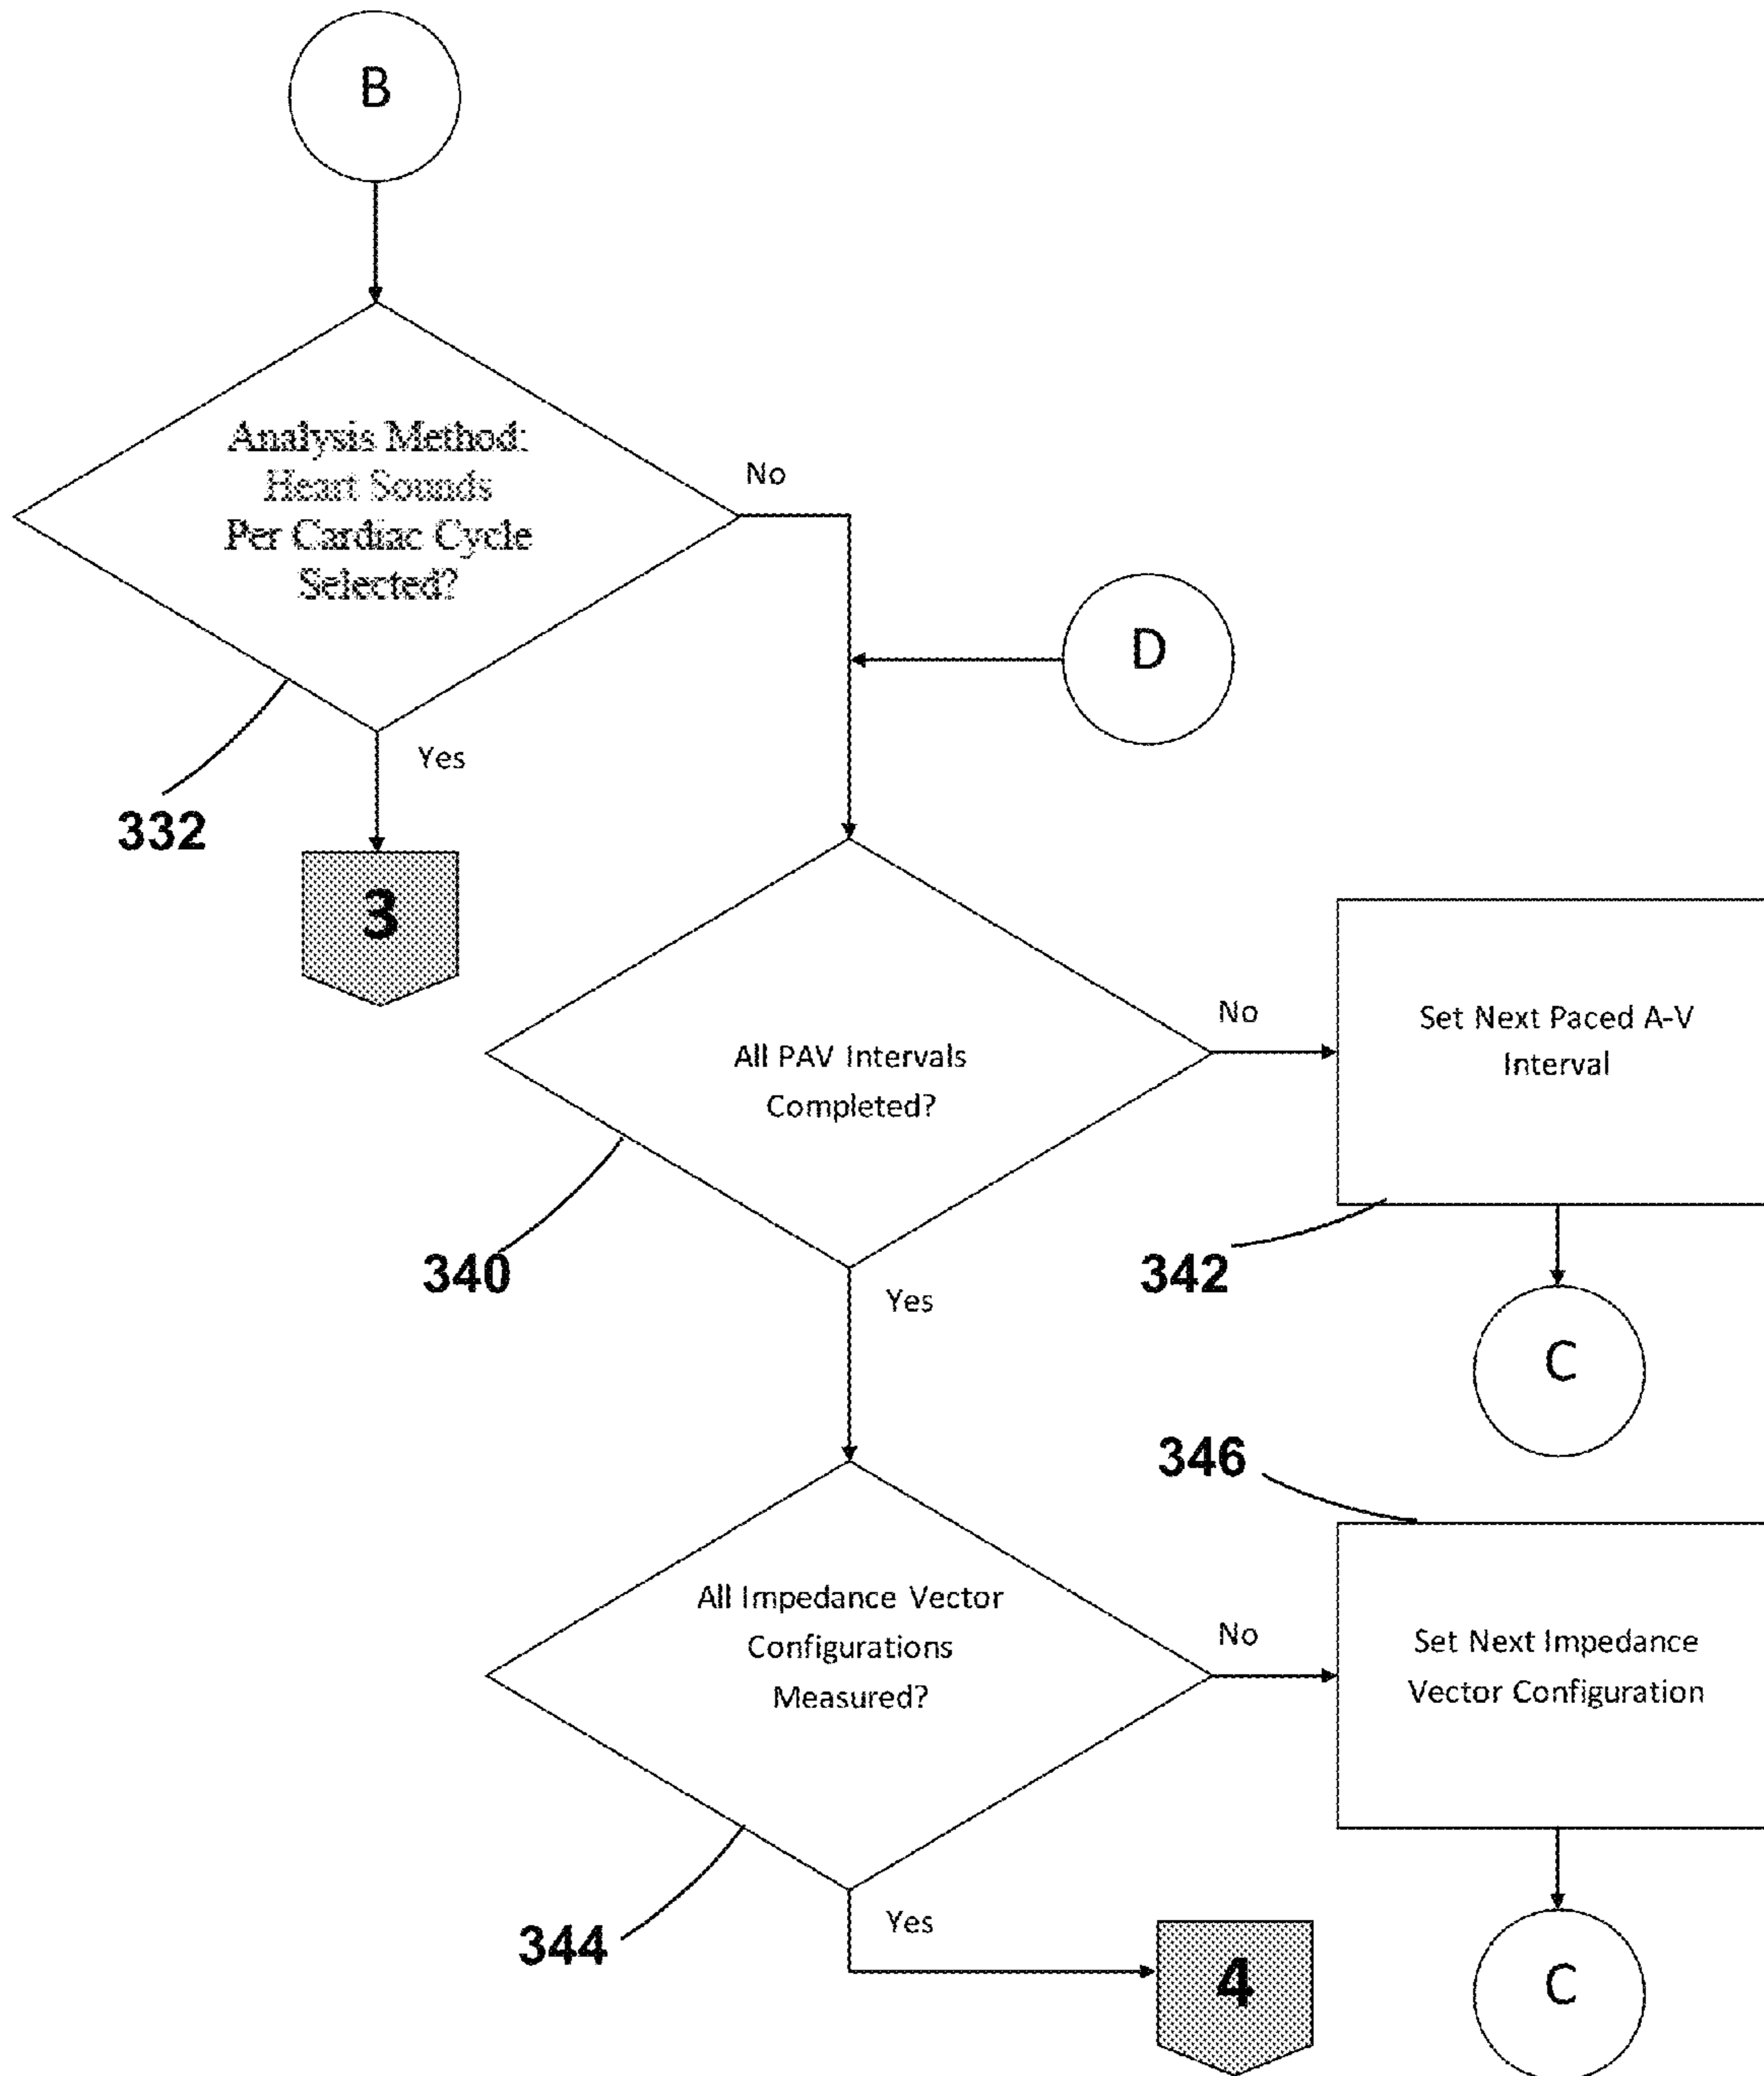 B
Analysis Method:
Heart Sounds
Per Cardiac Cycle
Selected?
No
D
Yes
332
3
All PAV Intervals
Completed?
No
Set Next Paced A-V
Interval
340
342
Yes
C
346
All Impedance Vector
Configurations
Measured?
No
Set Next Impedance
Vector Configuration
344
Yes
4
C